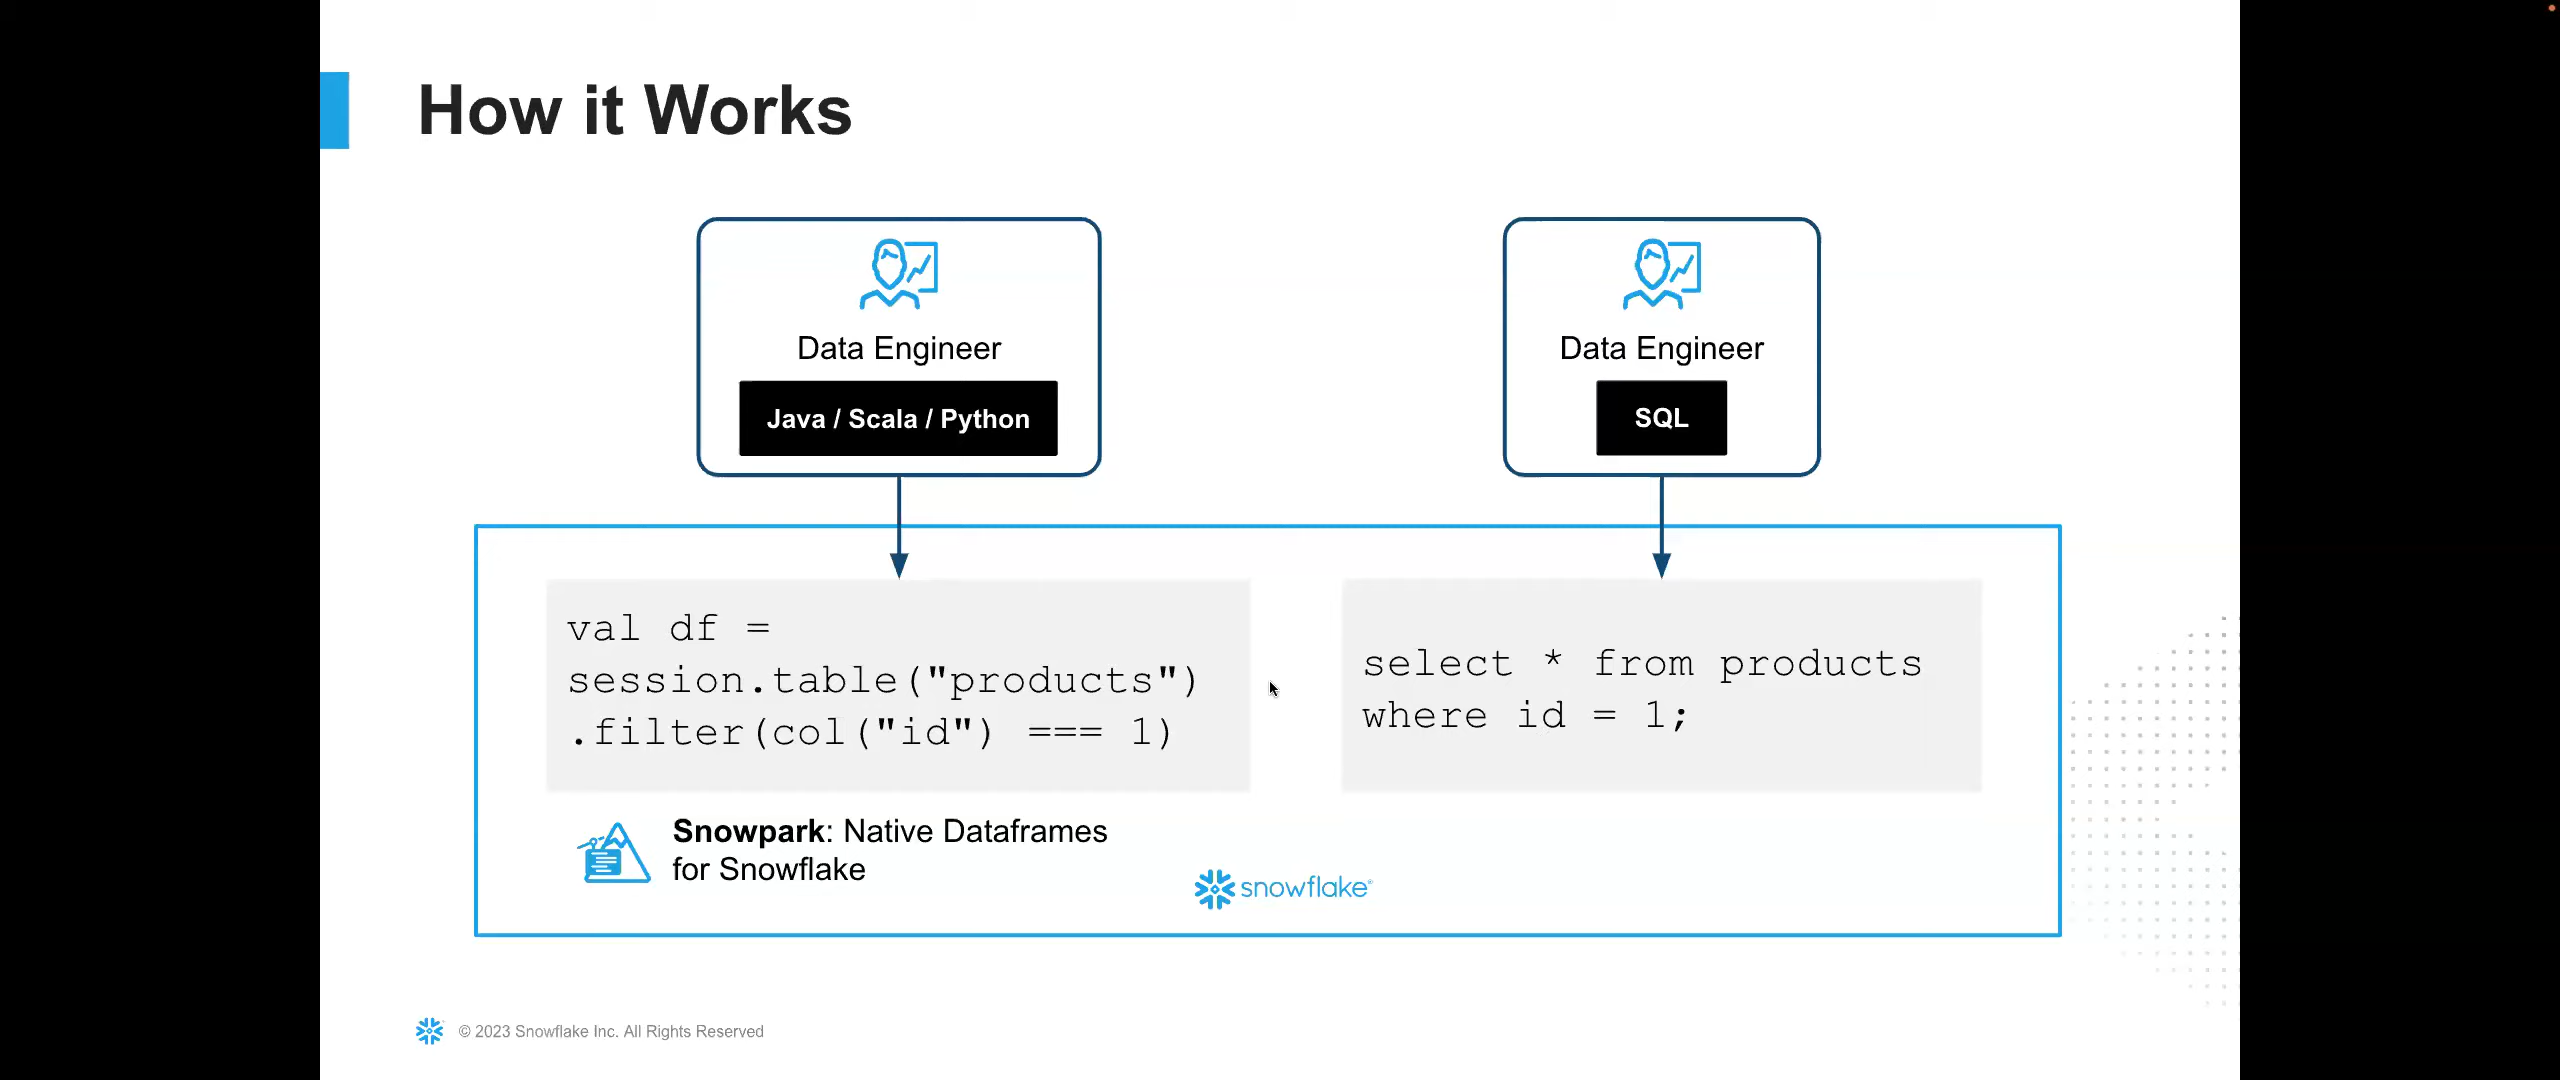 How it Works
Data Engineer
Java / Scala / Python
Data Engineer
SQL
val df =
session.table("products")
.filter(col("id") === 1)
select * from products
where id = 1;
Snowpark: Native Dataframes
for Snowflake
snowflake®
© 2023 Snowflake Inc. All Rights Reserved